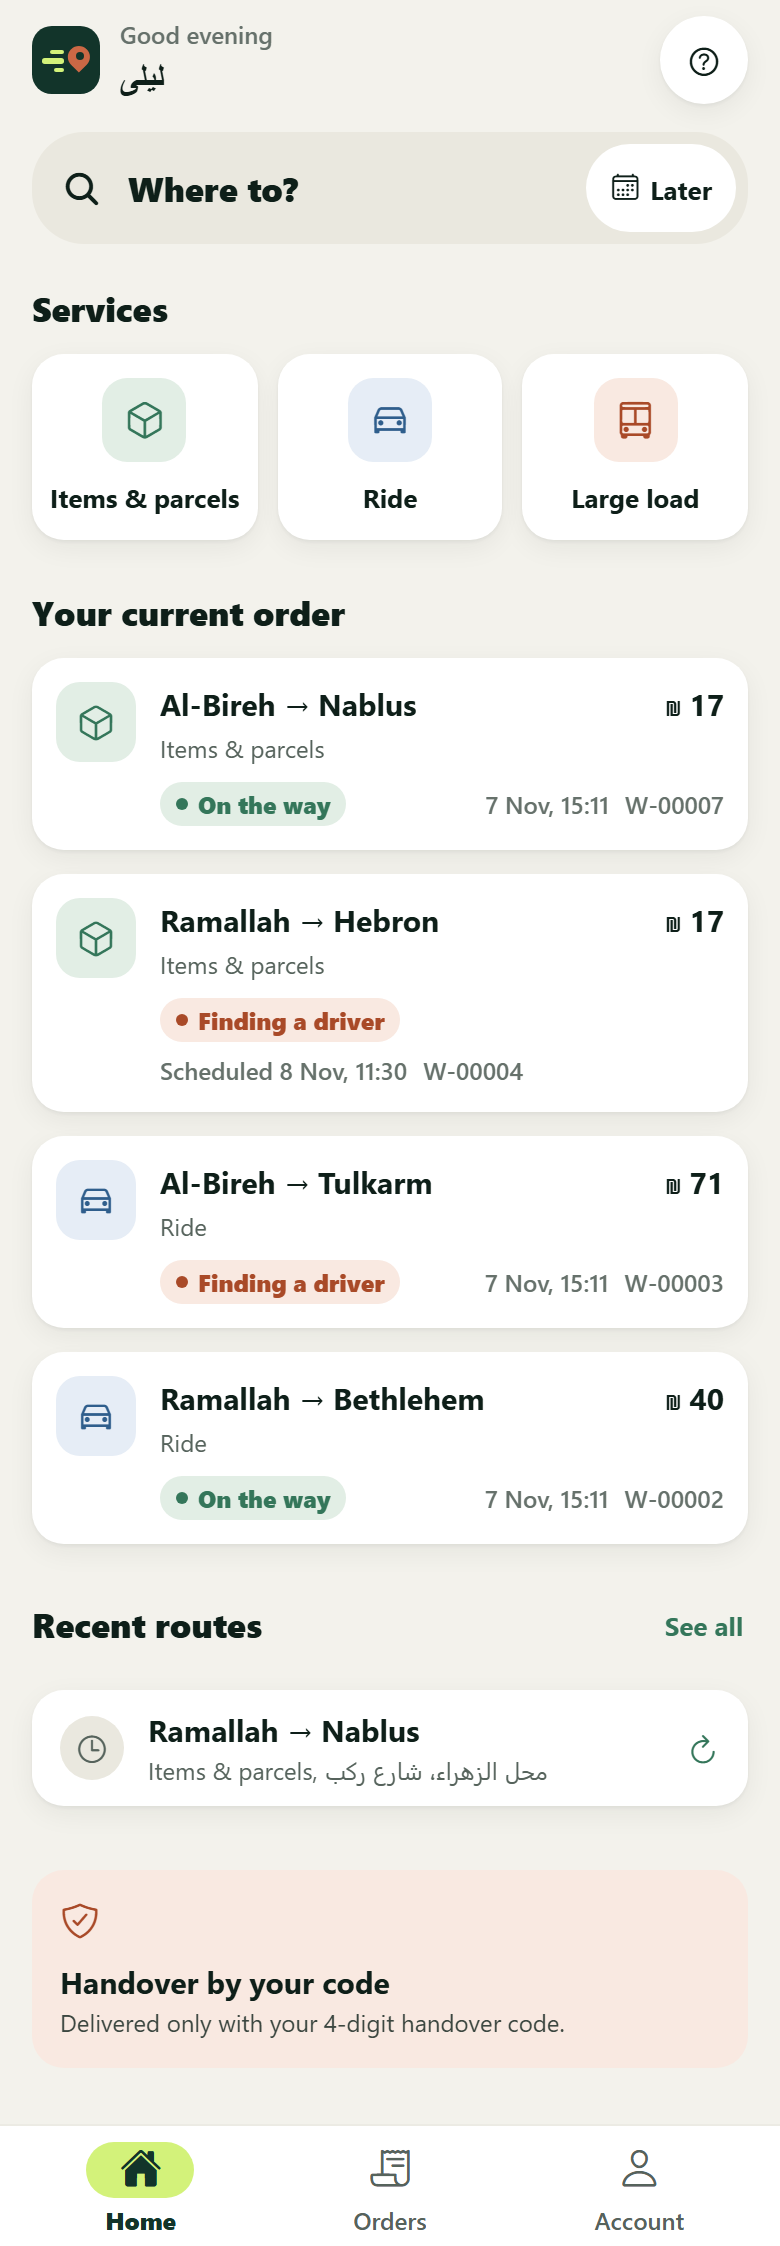 Good evening
ليلى
Where to?
Later
Services
Items & parcels
Ride
Large load
Your current order
Al-Bireh → Nablus
₪ 17
Items & parcels
On the way
7 Nov, 15:11 W-00007
Ramallah → Hebron
₪ 17
Items & parcels
Finding a driver
Scheduled 8 Nov, 11:30 W-00004
Al-Bireh → Tulkarm
₪ 71
Ride
Finding a driver
7 Nov, 15:11 W-00003
Ramallah → Bethlehem
₪ 40
Ride
On the way
7 Nov, 15:11 W-00002
Recent routes
See all
Ramallah → Nablus
Items & parcels, محل الزهراء، شارع ركب
Handover by your code
Delivered only with your 4-digit handover code.
Home
Orders
Account